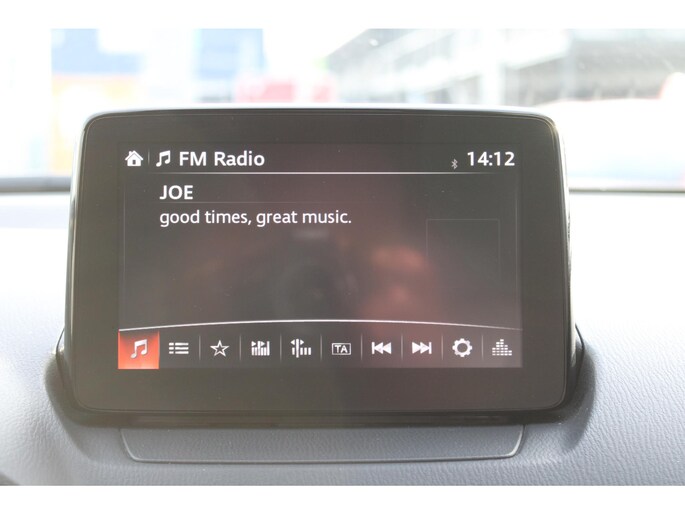 FM Radio 14:12
JOE
good times, great music.
TA